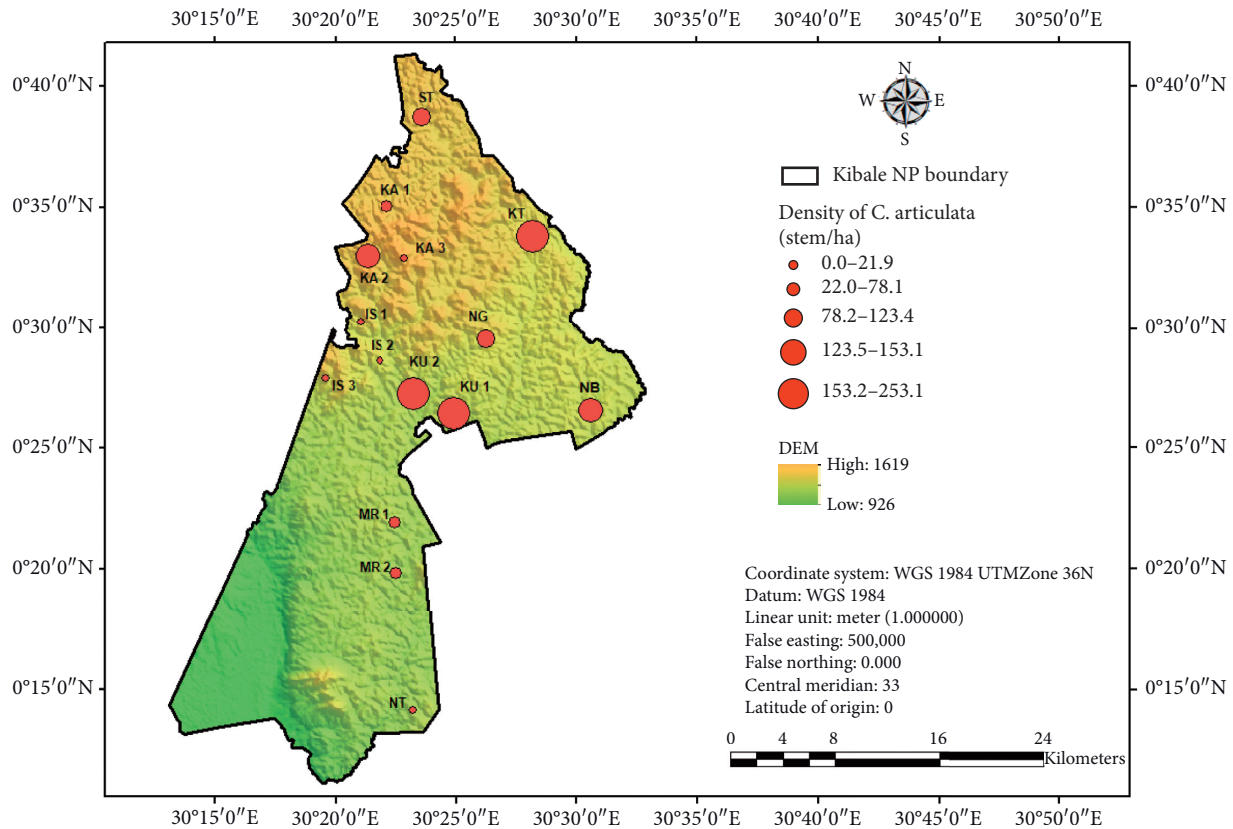 30°15′0″E 30°20′0″E 30°25′0″E 30°30′0″E 30°35′0″E 30°40′0″E 30°45′0″E 30°50′0″E
0°40′0″N
0°35′0″N
0°30′0″N
0°25′0″N
0°20′0″N
0°15′0″N
ST
KA 1
KT
KA 3
KA 2
IS 1
NG
IS 2
KU 2
IS 3
KU 1
NB
MR 1
MR 2
NT
N
W E
S
Kibale NP boundary
Density of C. articulata
(stem/ha)
0.0–21.9
22.0–78.1
78.2–123.4
123.5–153.1
153.2–253.1
DEM
High: 1619
Low: 926
Coordinate system: WGS 1984 UTMZone 36N
Datum: WGS 1984
Linear unit: meter (1.000000)
False easting: 500,000
False northing: 0.000
Central meridian: 33
Latitude of origin: 0
0 4 8 16 24
Kilometers
0°40′0″N
0°35′0″N
0°30′0″N
0°25′0″N
0°20′0″N
0°15′0″N
30°15′0″E 30°20′0″E 30°25′0″E 30°30′0″E 30°35′0″E 30°40′0″E 30°45′0″E 30°50′0″E